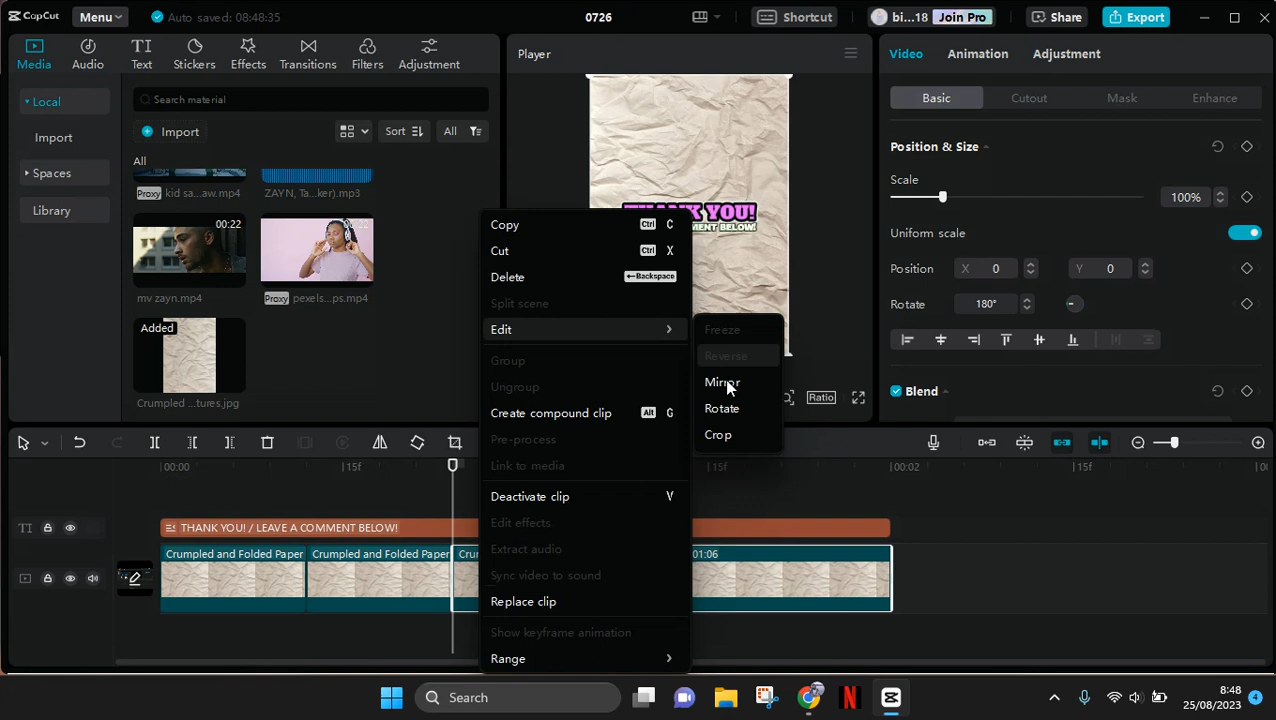 CapCut
Menu
Auto saved: 08:48:35
0726
Shortcut
bi...18
Join Pro
Share
Export
Media
Audio
Text
Stickers
Effects
Transitions
Filters
Adjustment
Local
Import
Spaces
Library
Search material
Import
Sort
All
All
Proxy kid sa...aw.mp4
ZAYN, Ta...ker).mp3
00:22
mv zayn.mp4
Proxy pexels...ps.mp4
Added
Crumpled ...tures.jpg
Player
THANK YOU!
COMMENT BELOW!
Ratio
Video
Animation
Adjustment
Basic
Cutout
Mask
Enhance
Position & Size
Scale
100%
Uniform scale
Position
X 0
0
Rotate
180°
Blend
Copy Ctrl C
Cut Ctrl X
Delete Backspace
Split scene
Edit
Group
Ungroup
Create compound clip Alt G
Pre-process
Link to media
Deactivate clip V
Edit effects
Extract audio
Sync video to sound
Replace clip
Show keyframe animation
Range
Freeze
Reverse
Mirror
Rotate
Crop
00:00
15f
15f
00:02
15f
TI
THANK YOU! / LEAVE A COMMENT BELOW!
Crumpled and Folded Paper
Crumpled and Folded Paper
01:06
Search
8:48
25/08/2023
4